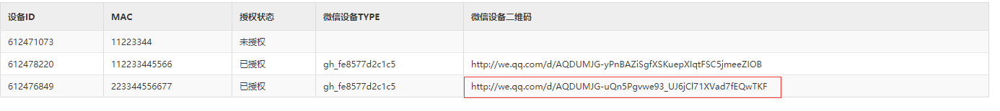 设备ID MAC 授权状态 微信设备TYPE 微信设备二维码
612471073 11223344 未授权
612478220 112233445566 已授权 gh_fe8577d2c1c5 http://we.qq.com/d/AQDUMJG-yPnBAZiSgfXSKuepXIqtFSC5jmeeZIOB
612476849 223344556677 已授权 gh_fe8577d2c1c5 http://we.qq.com/d/AQDUMJG-uQn5Pgvwe93_UJ6jCl71XVad7fEQwTKF